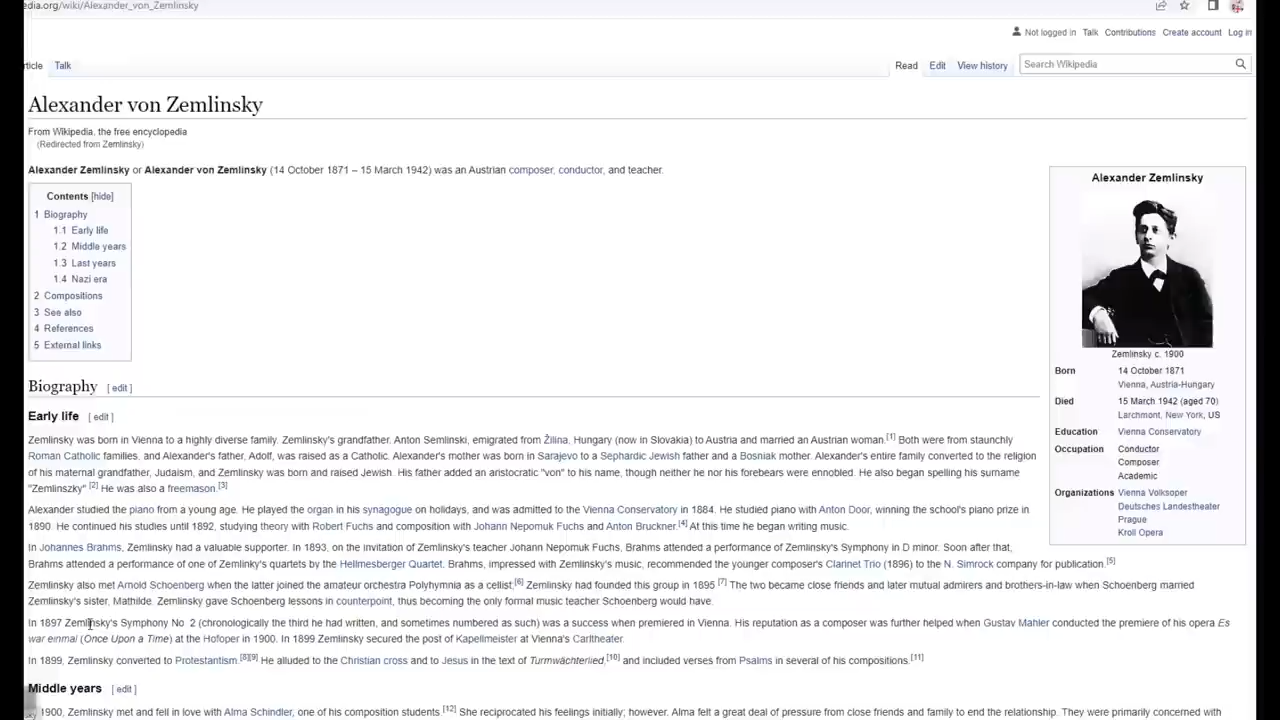 edia.org/wiki/Alexander_von_Zemlinsky
Not logged in Talk Contributions Create account Log in
rticle Talk Read Edit View history Search Wikipedia
Alexander von Zemlinsky
From Wikipedia, the free encyclopedia
(Redirected from Zemlinsky)
Alexander Zemlinsky or Alexander von Zemlinsky (14 October 1871 – 15 March 1942) was an Austrian composer, conductor, and teacher.
Contents [hide]
1 Biography
1.1 Early life
1.2 Middle years
1.3 Last years
1.4 Nazi era
2 Compositions
3 See also
4 References
5 External links
Alexander Zemlinsky
Zemlinsky c. 1900
Born 14 October 1871
Vienna, Austria-Hungary
Died 15 March 1942 (aged 70)
Larchmont, New York, US
Education Vienna Conservatory
Occupation Conductor
Composer
Academic
Organizations Vienna Volksoper
Deutsches Landestheater
Prague
Kroll Opera
Biography [ edit ]
Early life [ edit ]
Zemlinsky was born in Vienna to a highly diverse family. Zemlinsky's grandfather, Anton Semlinski, emigrated from Žilina, Hungary (now in Slovakia) to Austria and married an Austrian woman.[1] Both were from staunchly
Roman Catholic families, and Alexander's father, Adolf, was raised as a Catholic. Alexander's mother was born in Sarajevo to a Sephardic Jewish father and a Bosniak mother. Alexander's entire family converted to the religion
of his maternal grandfather, Judaism, and Zemlinsky was born and raised Jewish. His father added an aristocratic "von" to his name, though neither he nor his forebears were ennobled. He also began spelling his surname
"Zemlinszky" [2] He was also a freemason.[3]
Alexander studied the piano from a young age. He played the organ in his synagogue on holidays, and was admitted to the Vienna Conservatory in 1884. He studied piano with Anton Door, winning the school's piano prize in
1890. He continued his studies until 1892, studying theory with Robert Fuchs and composition with Johann Nepomuk Fuchs and Anton Bruckner.[4] At this time he began writing music.
In Johannes Brahms, Zemlinsky had a valuable supporter. In 1893, on the invitation of Zemlinsky's teacher Johann Nepomuk Fuchs, Brahms attended a performance of Zemlinsky's Symphony in D minor. Soon after that,
Brahms attended a performance of one of Zemlinky's quartets by the Hellmesberger Quartet. Brahms, impressed with Zemlinsky's music, recommended the younger composer's Clarinet Trio (1896) to the N. Simrock company for publication.[5]
Zemlinsky also met Arnold Schoenberg when the latter joined the amateur orchestra Polyhymnia as a cellist;[6] Zemlinsky had founded this group in 1895 [7] The two became close friends and later mutual admirers and brothers-in-law when Schoenberg married
Zemlinsky's sister, Mathilde. Zemlinsky gave Schoenberg lessons in counterpoint, thus becoming the only formal music teacher Schoenberg would have.
In 1897 Zemlinsky's Symphony No 2 (chronologically the third he had written, and sometimes numbered as such) was a success when premiered in Vienna. His reputation as a composer was further helped when Gustav Mahler conducted the premiere of his opera Es
war einmal (Once Upon a Time) at the Hofoper in 1900. In 1899 Zemlinsky secured the post of Kapellmeister at Vienna's Carltheater.
In 1899, Zemlinsky converted to Protestantism.[8][9] He alluded to the Christian cross and to Jesus in the text of Turmwächterlied,[10] and included verses from Psalms in several of his compositions.[11]
Middle years [ edit ]
1900, Zemlinsky met and fell in love with Alma Schindler, one of his composition students.[12] She reciprocated his feelings initially; however, Alma felt a great deal of pressure from close friends and family to end the relationship. They were primarily concerned with